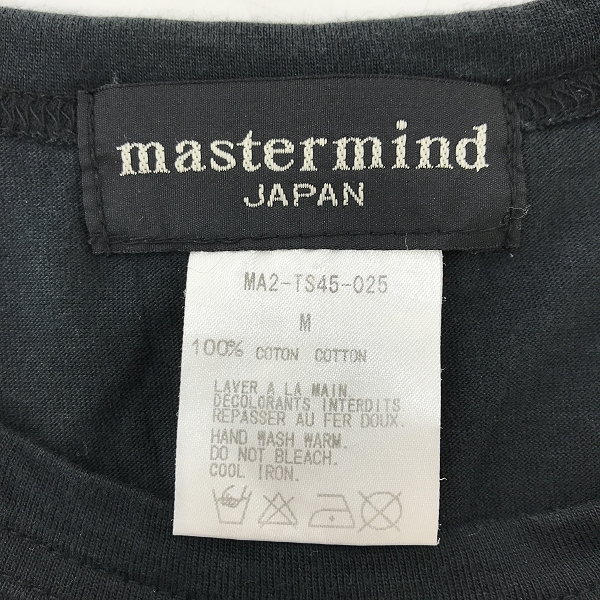 mastermind
JAPAN
MA2-TS45-025
M
100% COTON COTTON
LAVER A LA MAIN.
DECOLORANTS INTERDITS
REPASSER AU FER DOUX.
HAND WASH WARM.
DO NOT BLEACH.
COOL IRON.